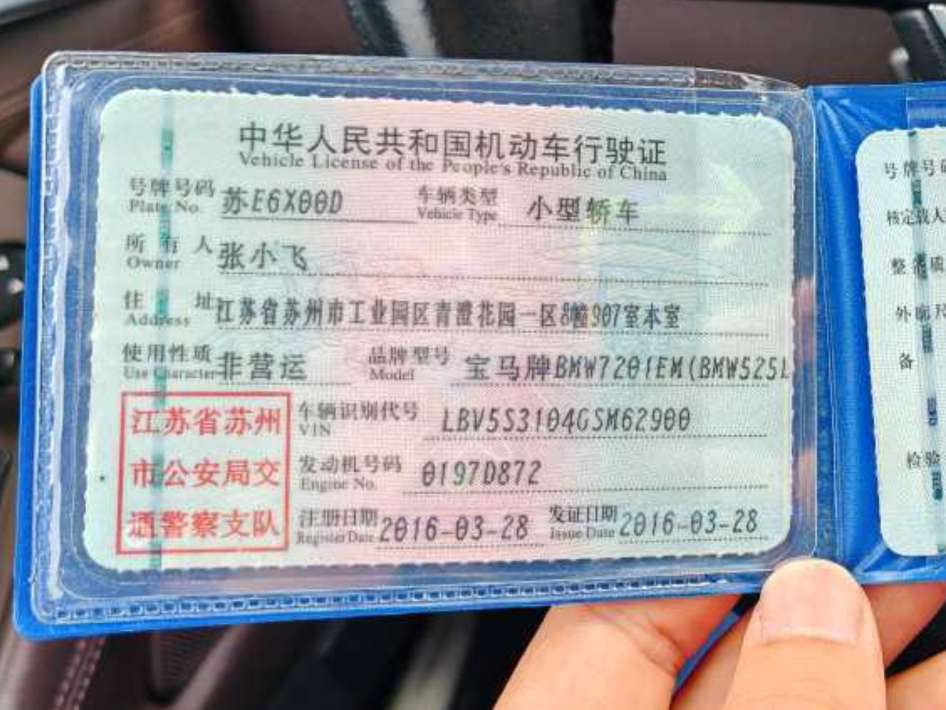 中华人民共和国机动车行驶证
Vehicle License of the People's Republic of China
号牌号码 苏E6X00D 车辆类型 小型轿车
Plate No. Vehicle Type
所有人 张小飞
Owner
住址 江苏省苏州市工业园区青澄花园一区8幢907室本室
Address
使用性质 非营运 品牌型号 宝马牌BMW7201EM(BMW525L
Use Character Model
江苏省苏州
市公安局交
通警察支队
车辆识别代号 LBV5S3104GSM62900
VIN
发动机号码 0197D872
Engine No.
注册日期 2016-03-28 发证日期 2016-03-28
Register Date Issue Date
号牌号
核定载人
整备质
外廓尺
备
检验